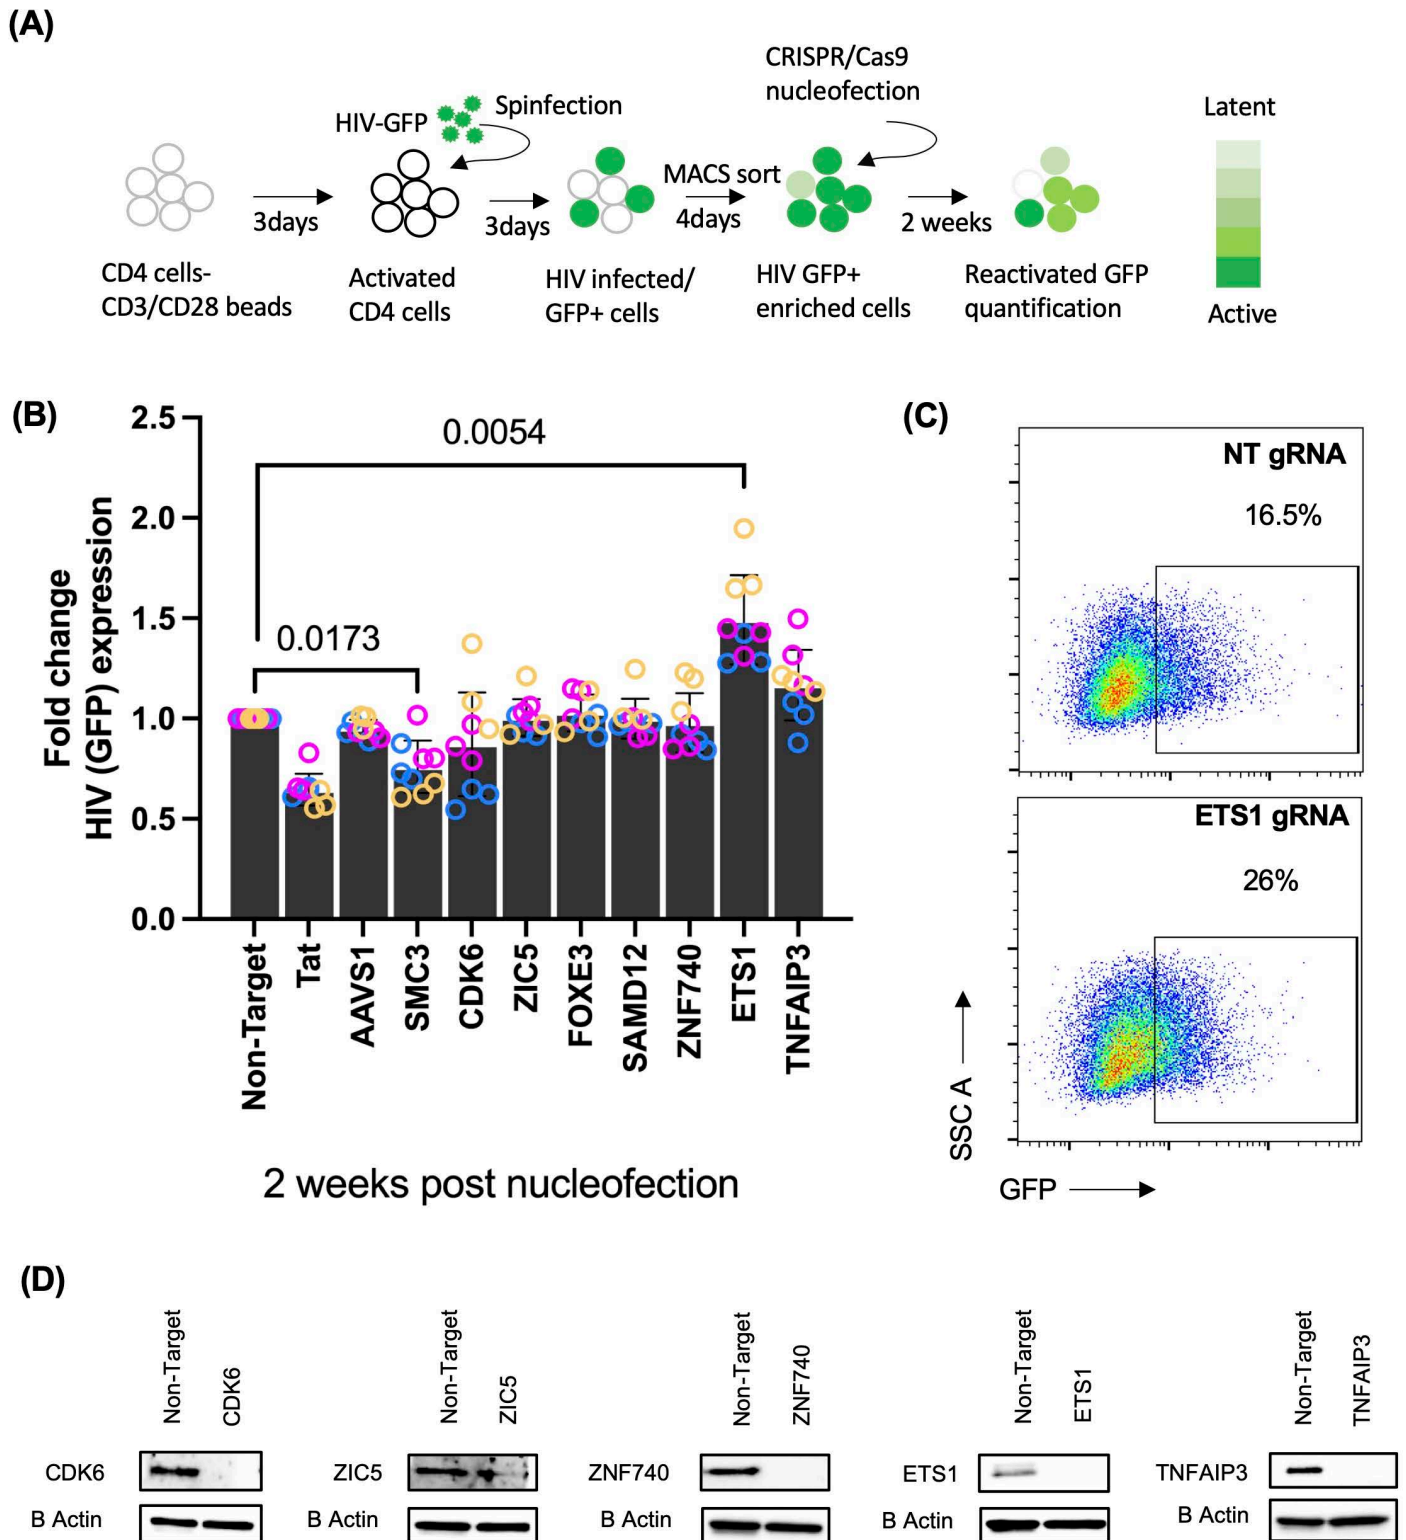 (A)
CRISPR/Cas9
nucleofection
HIV-GFP
Spinfection
Latent
MACS sort
3days
3days
4days
2 weeks
CD4 cells-
CD3/CD28 beads
Activated
CD4 cells
HIV infected/
GFP+ cells
HIV GFP+
enriched cells
Reactivated GFP
quantification
Active
(B)
Fold change
HIV (GFP) expression
2.5
2.0
1.5
1.0
0.5
0.0
0.0054
0.0173
Non-Target
Tat
AAVS1
SMC3
CDK6
ZIC5
FOXE3
SAMD12
ZNF740
ETS1
TNFAIP3
2 weeks post nucleofection
(C)
NT gRNA
16.5%
ETS1 gRNA
26%
SSC A
GFP
(D)
Non-Target
CDK6
Non-Target
ZIC5
Non-Target
ZNF740
Non-Target
ETS1
Non-Target
TNFAIP3
CDK6
ZIC5
ZNF740
ETS1
TNFAIP3
B Actin
B Actin
B Actin
B Actin
B Actin